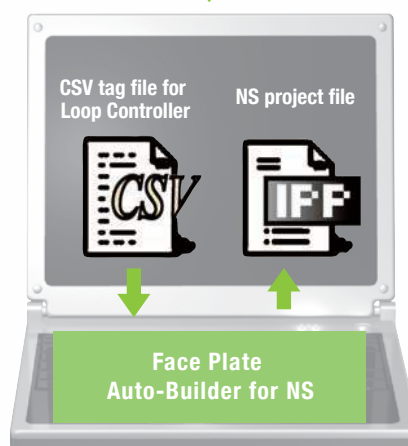 CSV tag file for
Loop Controller
NS project file
CSV
IPP
Face Plate
Auto-Builder for NS